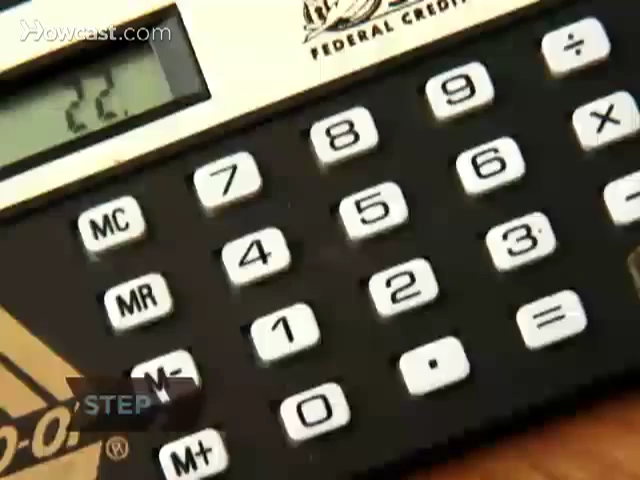 Howcast.com
FEDERAL CREDIT
22.
7 8 9 ÷
MC 4 5 6 ×
MR 1 2 3 -
M- 0 . =
M+
STEP
®